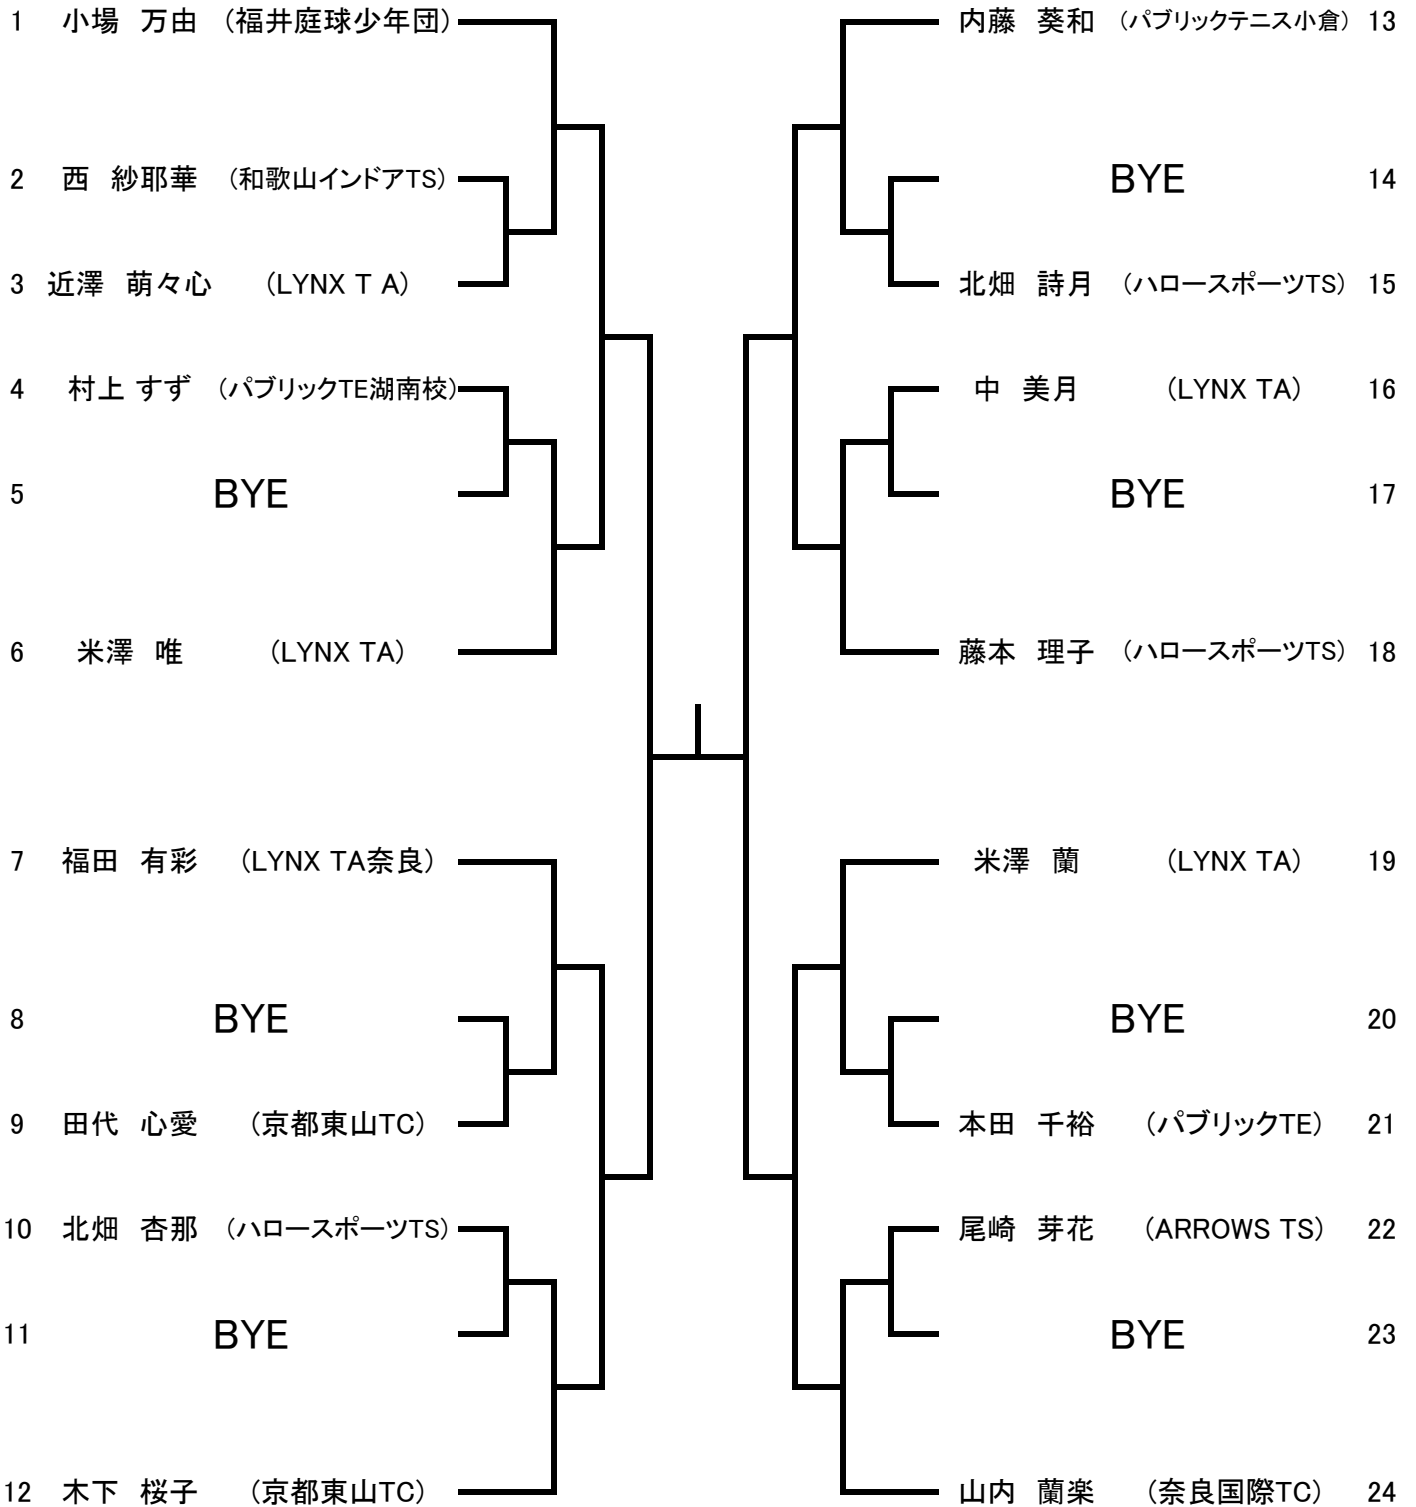 1 小場 万由 (福井庭球少年団)
2 西 紗耶華 (和歌山インドアTS)
3 近澤 萌々心 (LYNX T A)
4 村上 すず (パブリックTE湖南校)
5 BYE
6 米澤 唯 (LYNX TA)
7 福田 有彩 (LYNX TA奈良)
8 BYE
9 田代 心愛 (京都東山TC)
10 北畑 杏那 (ハロースポーツTS)
11 BYE
12 木下 桜子 (京都東山TC)
内藤 葵和 (パブリックテニス小倉) 13
BYE 14
北畑 詩月 (ハロースポーツTS) 15
中 美月 (LYNX TA) 16
BYE 17
藤本 理子 (ハロースポーツTS) 18
米澤 蘭 (LYNX TA) 19
BYE 20
本田 千裕 (パブリックTE) 21
尾崎 芽花 (ARROWS TS) 22
BYE 23
山内 蘭楽 (奈良国際TC) 24